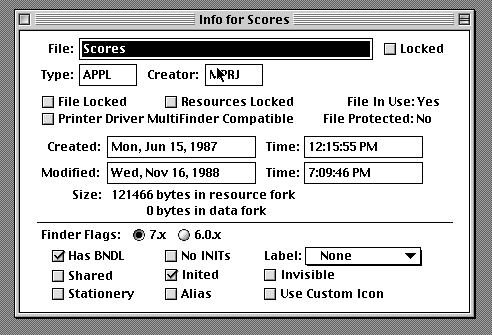 Info for Scores
File: Scores Locked
Type: APPL Creator: MPRJ
File Locked Resources Locked File In Use: Yes
Printer Driver MultiFinder Compatible File Protected: No
Created: Mon, Jun 15, 1987 Time: 12:15:55 PM
Modified: Wed, Nov 16, 1988 Time: 7:09:46 PM
Size: 121466 bytes in resource fork
0 bytes in data fork
Finder Flags: 7.x 6.0.x
Has BNDL No INITs Label: None
Shared Inited Invisible
Stationery Alias Use Custom Icon